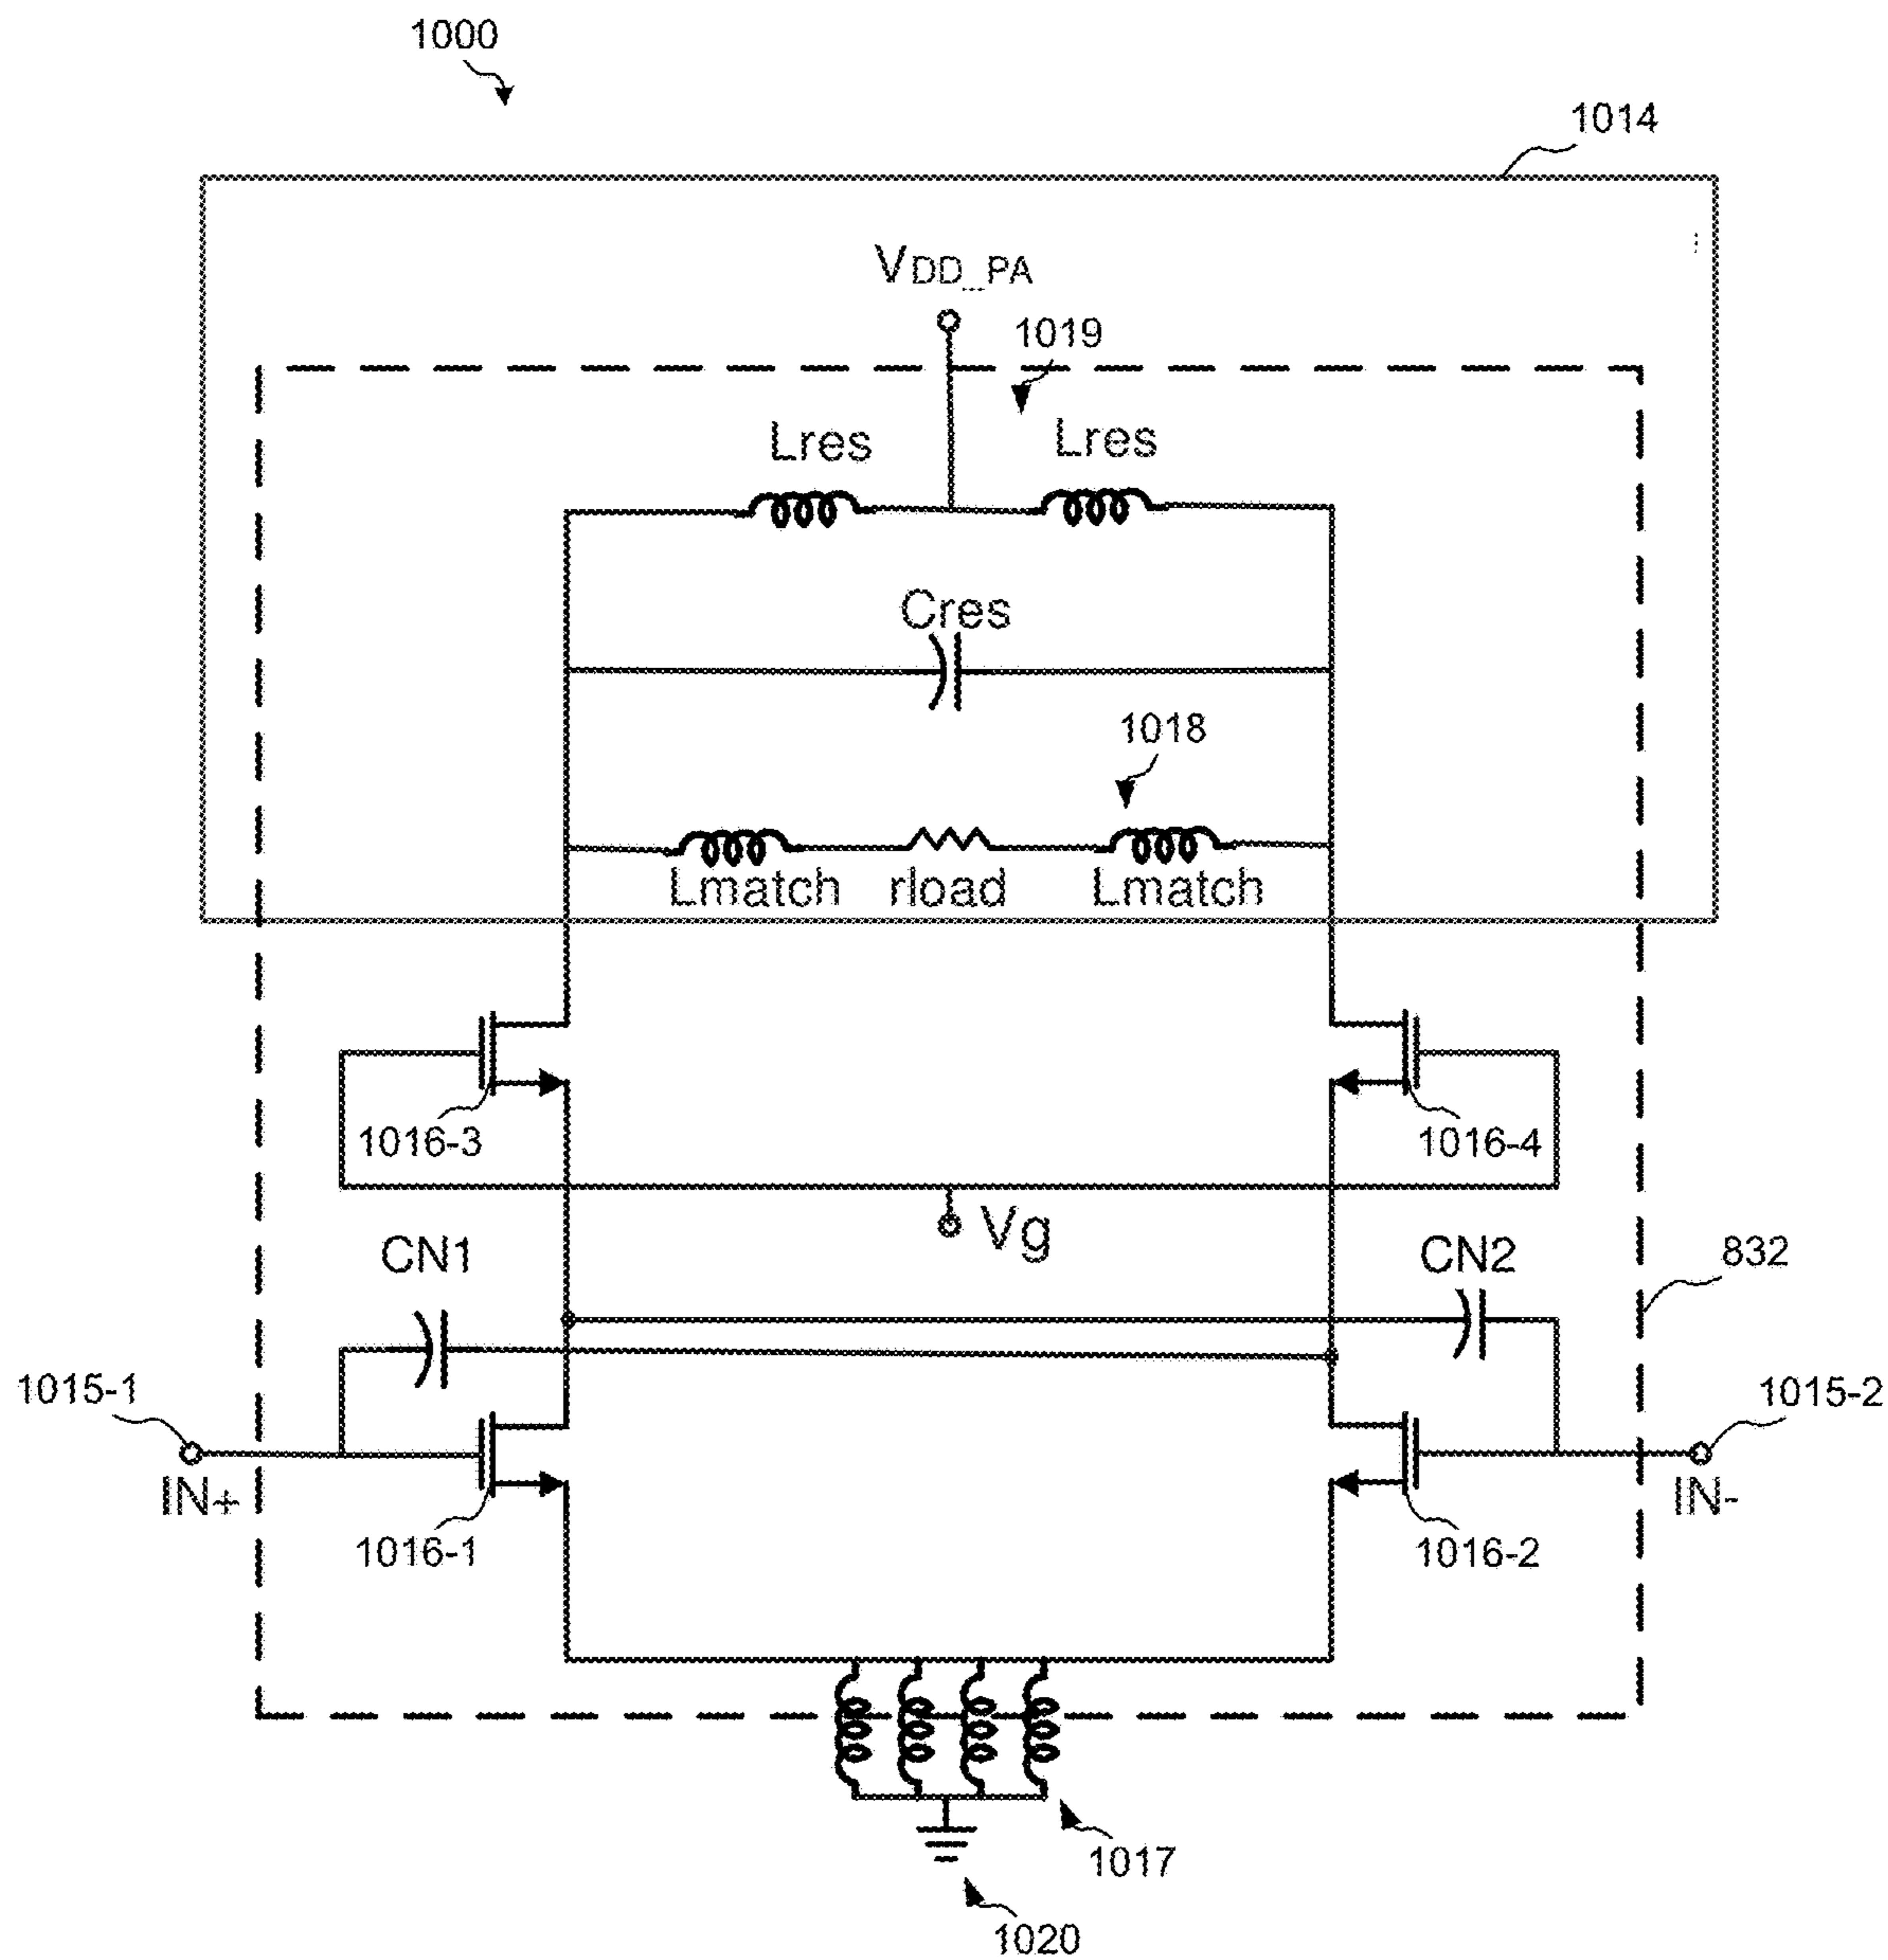 1000
1014
VDD_PA
1019
Lres Lres
Cres
1018
Lmatch rload Lmatch
1016-3 1016-4
Vg
CN1 CN2
832
1015-1 1015-2
IN+ IN-
1016-1 1016-2
1017
1020